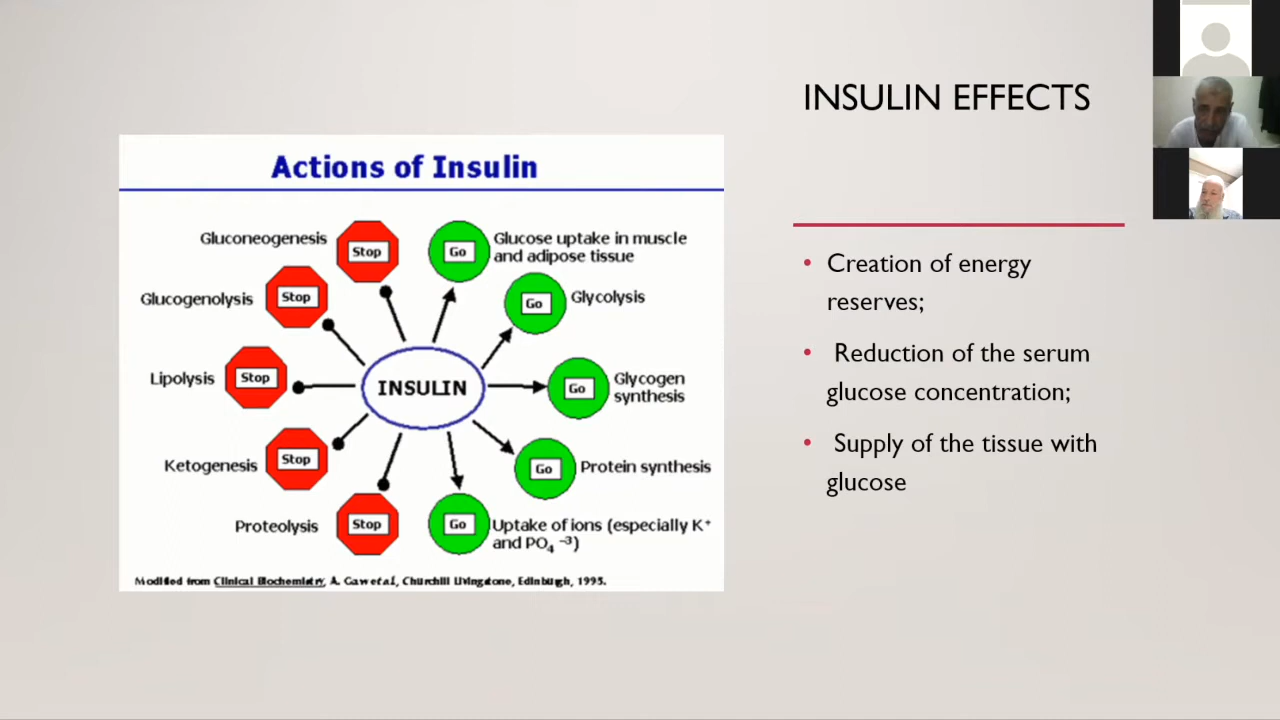 INSULIN EFFECTS
Actions of Insulin
Gluconeogenesis
Stop
Go
Glucose uptake in muscle
and adipose tissue
Glucogenolysis
Stop
Go
Glycolysis
Lipolysis
Stop
INSULIN
Go
Glycogen
synthesis
Ketogenesis
Stop
Go
Protein synthesis
Proteolysis
Stop
Go
Uptake of ions (especially K⁺
and PO₄ ⁻³)
Modified from Clinical Biochemistry, A. Gaw et al, Churchill Livingstone, Edinburgh, 1995.
• Creation of energy
reserves;
• Reduction of the serum
glucose concentration;
• Supply of the tissue with
glucose